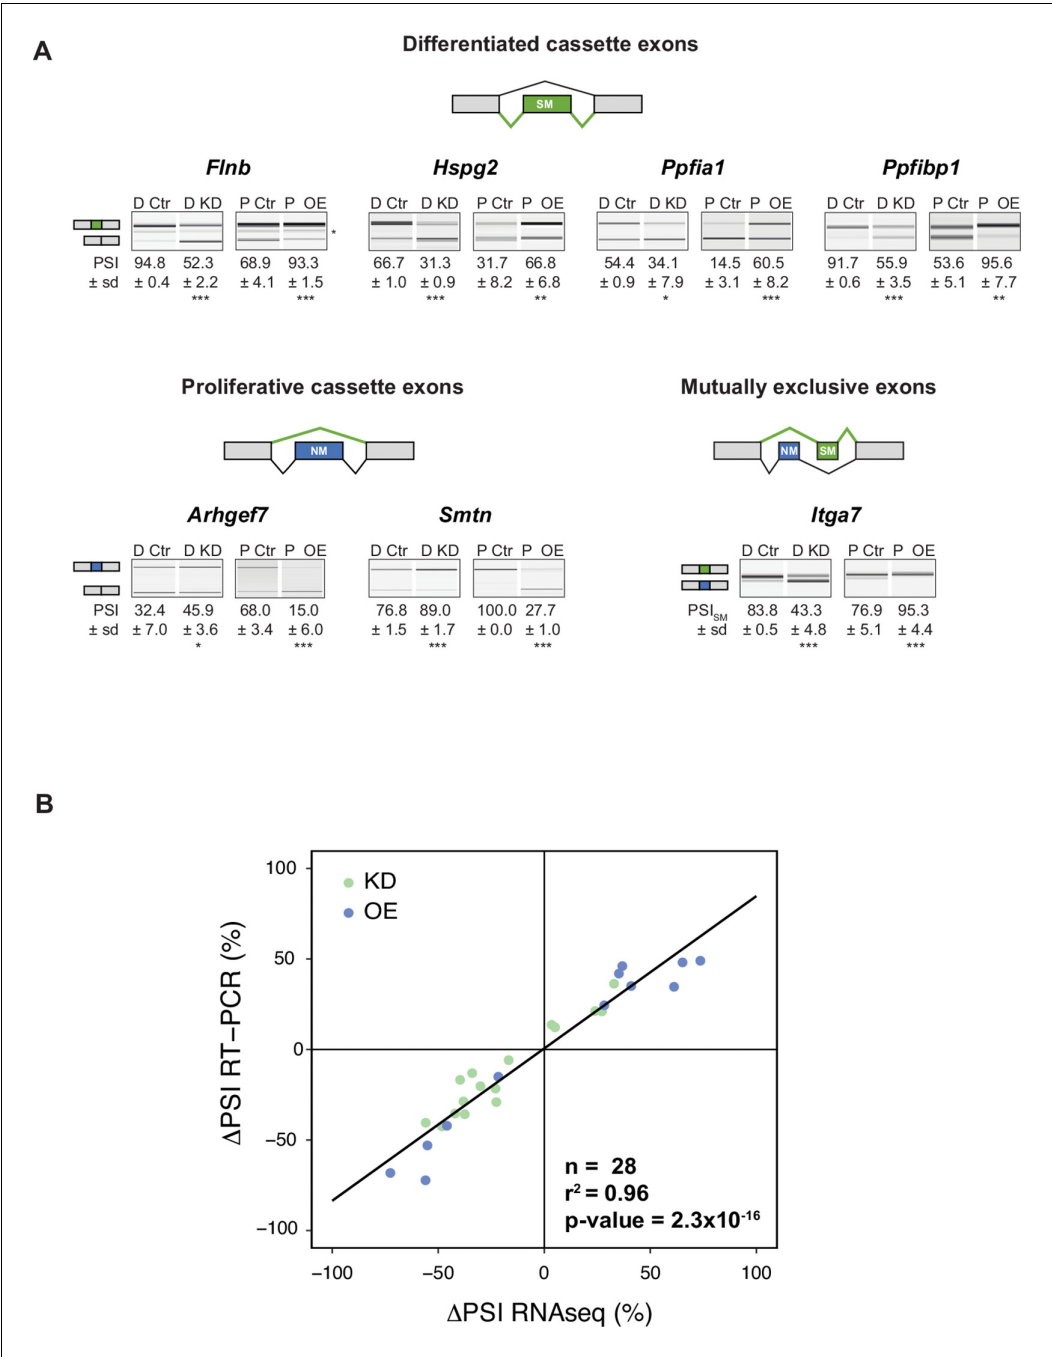 A
Differentiated cassette exons
SM
Flnb Hspg2 Ppfia1 Ppfibp1
D Ctr D KD P Ctr P OE D Ctr D KD P Ctr P OE D Ctr D KD P Ctr P OE D Ctr D KD P Ctr P OE
*
PSI 94.8 52.3 68.9 93.3 66.7 31.3 31.7 66.8 54.4 34.1 14.5 60.5 91.7 55.9 53.6 95.6
± sd ± 0.4 ± 2.2 ± 4.1 ± 1.5 ± 1.0 ± 0.9 ± 8.2 ± 6.8 ± 0.9 ± 7.9 ± 3.1 ± 8.2 ± 0.6 ± 3.5 ± 5.1 ± 7.7
*** *** *** ** * *** *** **
Proliferative cassette exons Mutually exclusive exons
NM NM SM
Arhgef7 Smtn Itga7
D Ctr D KD P Ctr P OE D Ctr D KD P Ctr P OE D Ctr D KD P Ctr P OE
PSI 32.4 45.9 68.0 15.0 76.8 89.0 100.0 27.7 PSISM 83.8 43.3 76.9 95.3
± sd ± 7.0 ± 3.6 ± 3.4 ± 6.0 ± 1.5 ± 1.7 ± 0.0 ± 1.0 ± sd ± 0.5 ± 4.8 ± 5.1 ± 4.4
* *** *** *** *** ***
B
100
50
0
−50
−100
ΔPSI RT−PCR (%)
KD
OE
n = 28
r² = 0.96
p-value = 2.3x10⁻¹⁶
−100 −50 0 50 100
ΔPSI RNAseq (%)